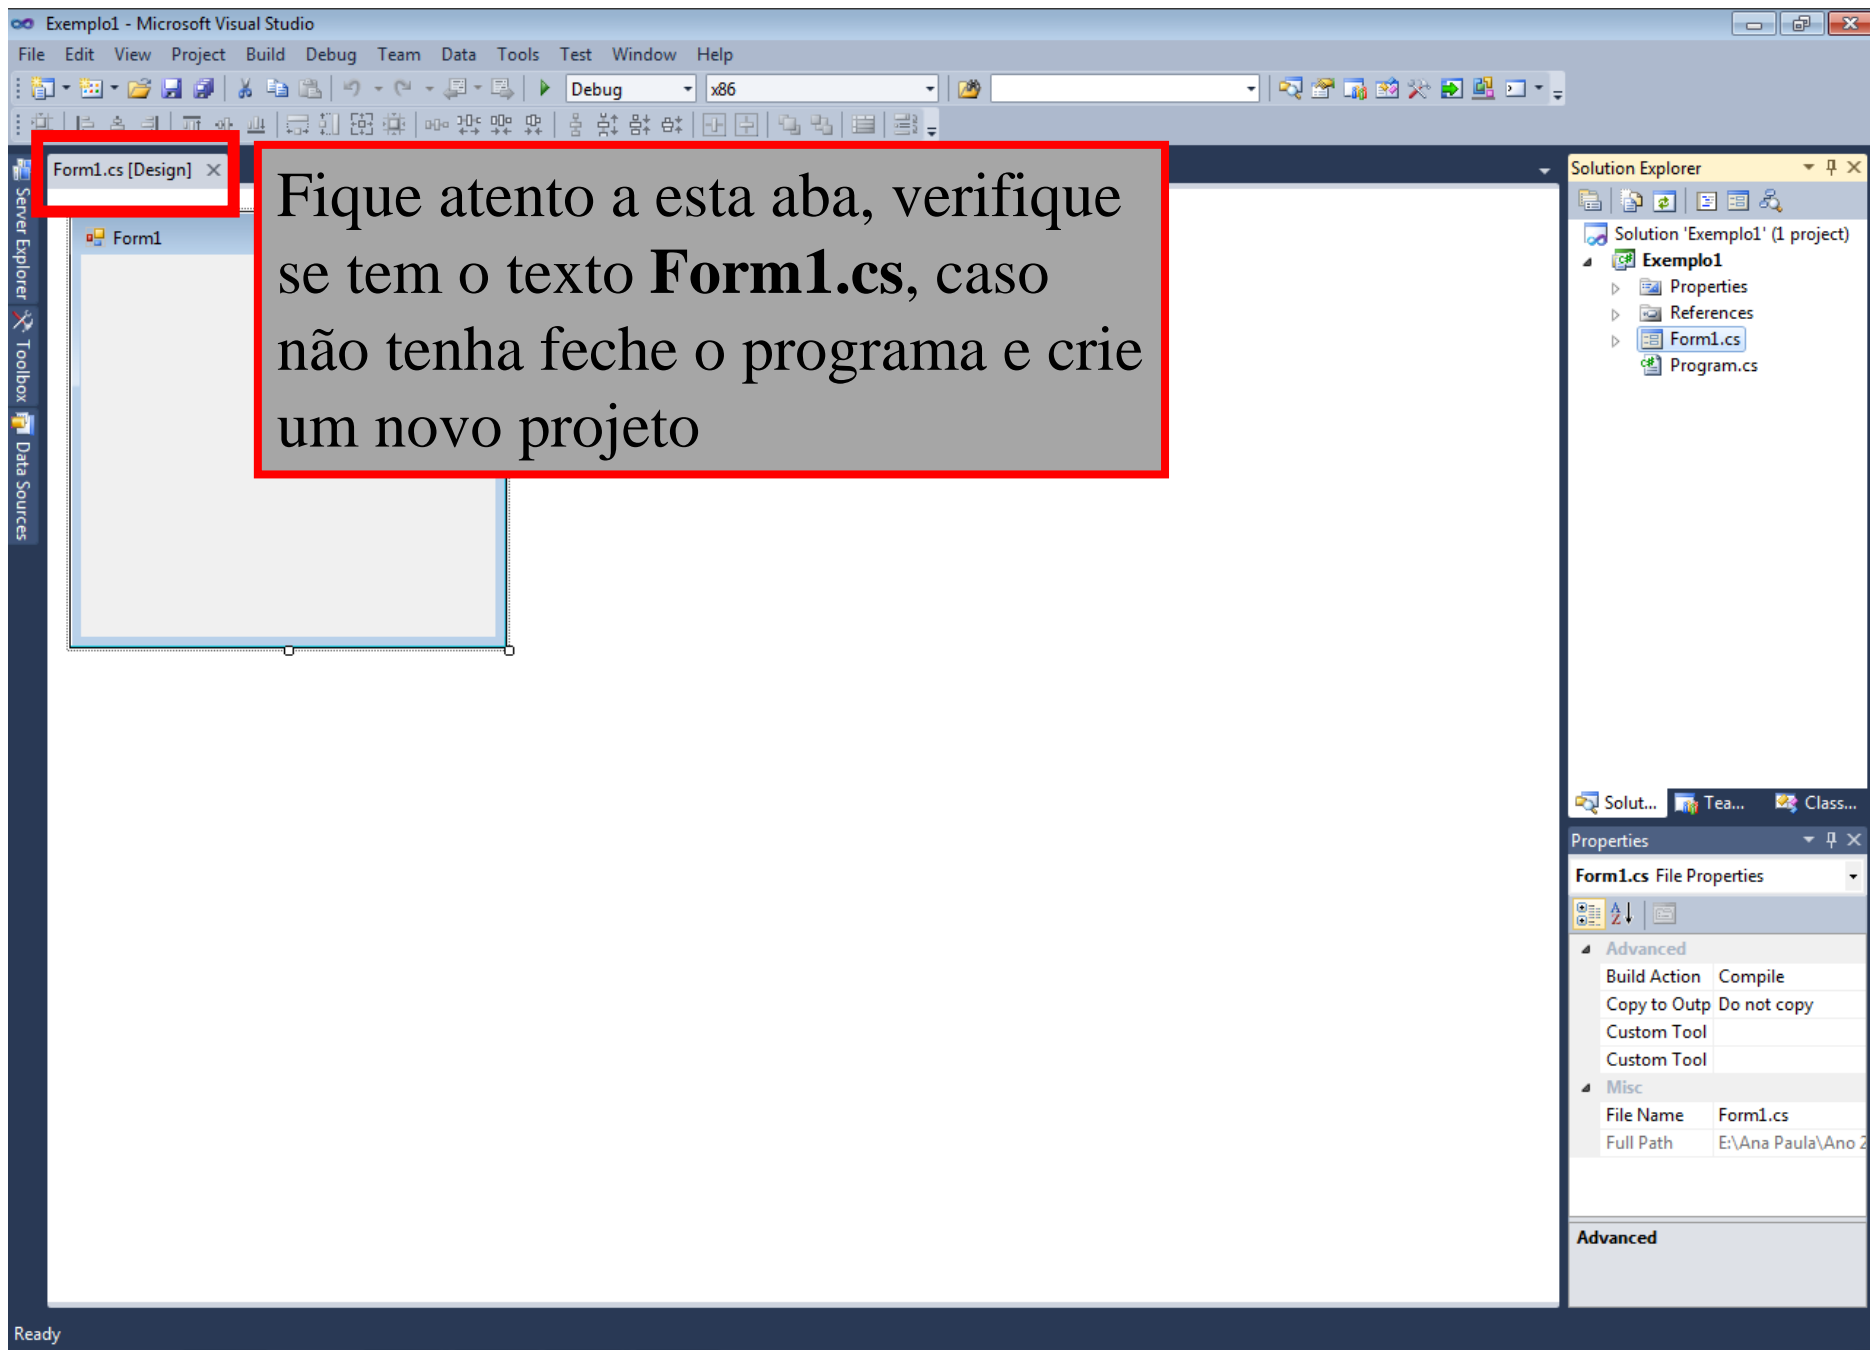 Exemplo1 - Microsoft Visual Studio
File Edit View Project Build Debug Team Data Tools Test Window Help
Debug x86
Form1.cs [Design]
Form1
Fique atento a esta aba, verifique
se tem o texto Form1.cs, caso
não tenha feche o programa e crie
um novo projeto
Server Explorer
Toolbox
Data Sources
Solution Explorer
Solution 'Exemplo1' (1 project)
Exemplo1
Properties
References
Form1.cs
Program.cs
Solut... Tea... Class...
Properties
Form1.cs File Properties
Advanced
Build Action Compile
Copy to Outp Do not copy
Custom Tool
Custom Tool
Misc
File Name Form1.cs
Full Path E:\Ana Paula\Ano 2
Advanced
Ready